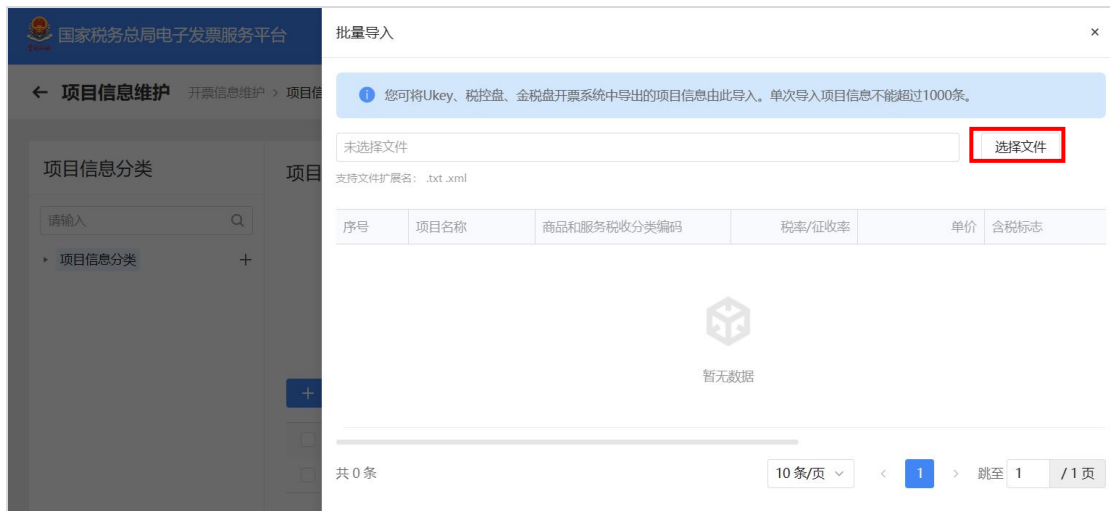 国家税务总局电子发票服务平台
批量导入
×
← 项目信息维护 开票信息维护 > 项目信
您可将Ukey、税控盘、金税盘开票系统中导出的项目信息由此导入。单次导入项目信息不能超过1000条。
未选择文件 选择文件
支持文件扩展名： .txt .xml
项目信息分类
项目
请输入
项目信息分类 +
序号 项目名称 商品和服务税收分类编码 税率/征收率 单价 含税标志
暂无数据
+
共 0 条 10 条/页 < 1 > 跳至 1 / 1 页